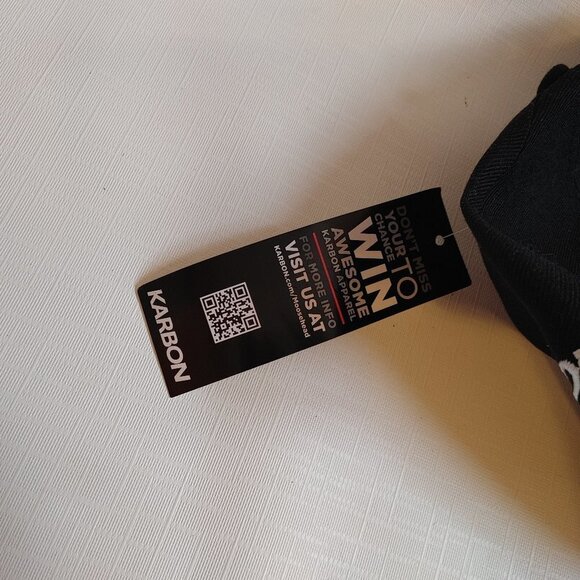 DON'T MISS
YOUR
CHANCE
TO
WIN
AWESOME
KARBON APPAREL
FOR MORE INFO
VISIT US AT
KARBON.com/Moosehead
KARBON